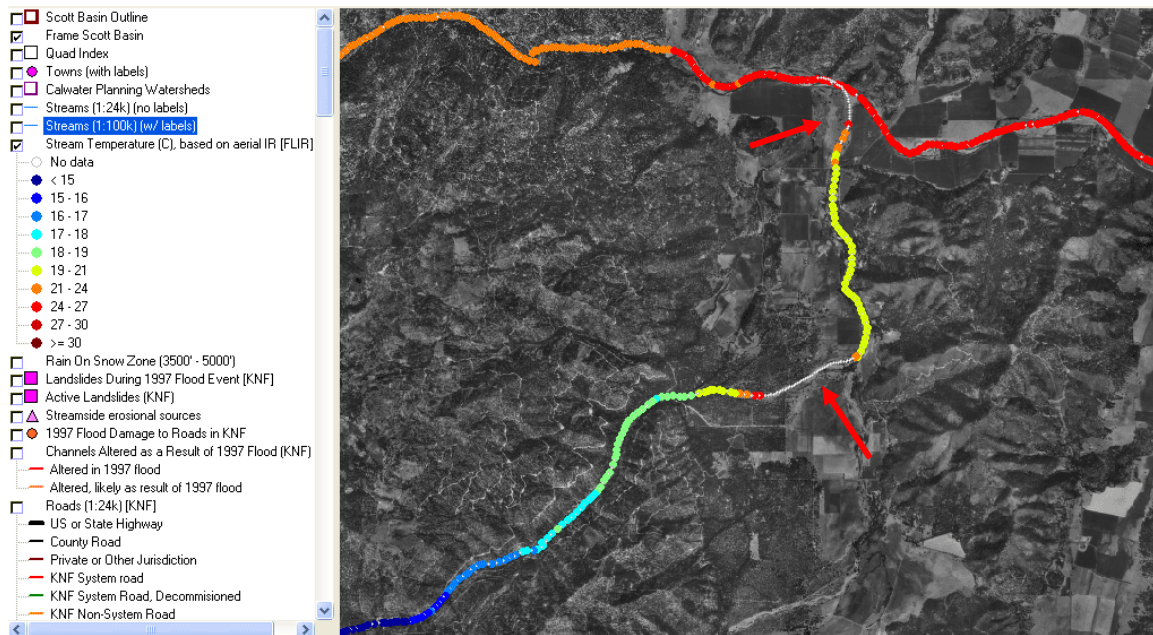 Scott Basin Outline
Frame Scott Basin
Quad Index
Towns (with labels)
Calwater Planning Watersheds
Streams (1:24k) (no labels)
Streams (1:100k) (w/ labels)
Stream Temperature (C), based on aerial IR [FLIR]
No data
< 15
15 - 16
16 - 17
17 - 18
18 - 19
19 - 21
21 - 24
24 - 27
27 - 30
>= 30
Rain On Snow Zone (3500' - 5000')
Landslides During 1997 Flood Event [KNF]
Active Landslides (KNF)
Streamside erosional sources
1997 Flood Damage to Roads in KNF
Channels Altered as a Result of 1997 Flood (KNF)
Altered in 1997 flood
Altered, likely as result of 1997 flood
Roads (1:24k) [KNF]
US or State Highway
County Road
Private or Other Jurisdiction
KNF System road
KNF System Road, Decommisioned
KNF Non-System Road